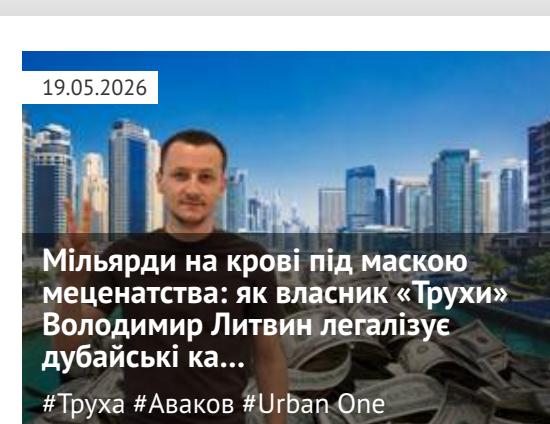 19.05.2026
Мільярди на крові під маскою
меценатства: як власник «Трухи»
Володимир Литвин легалізує
дубайські ка...
#Труха #Аваков #Urban One